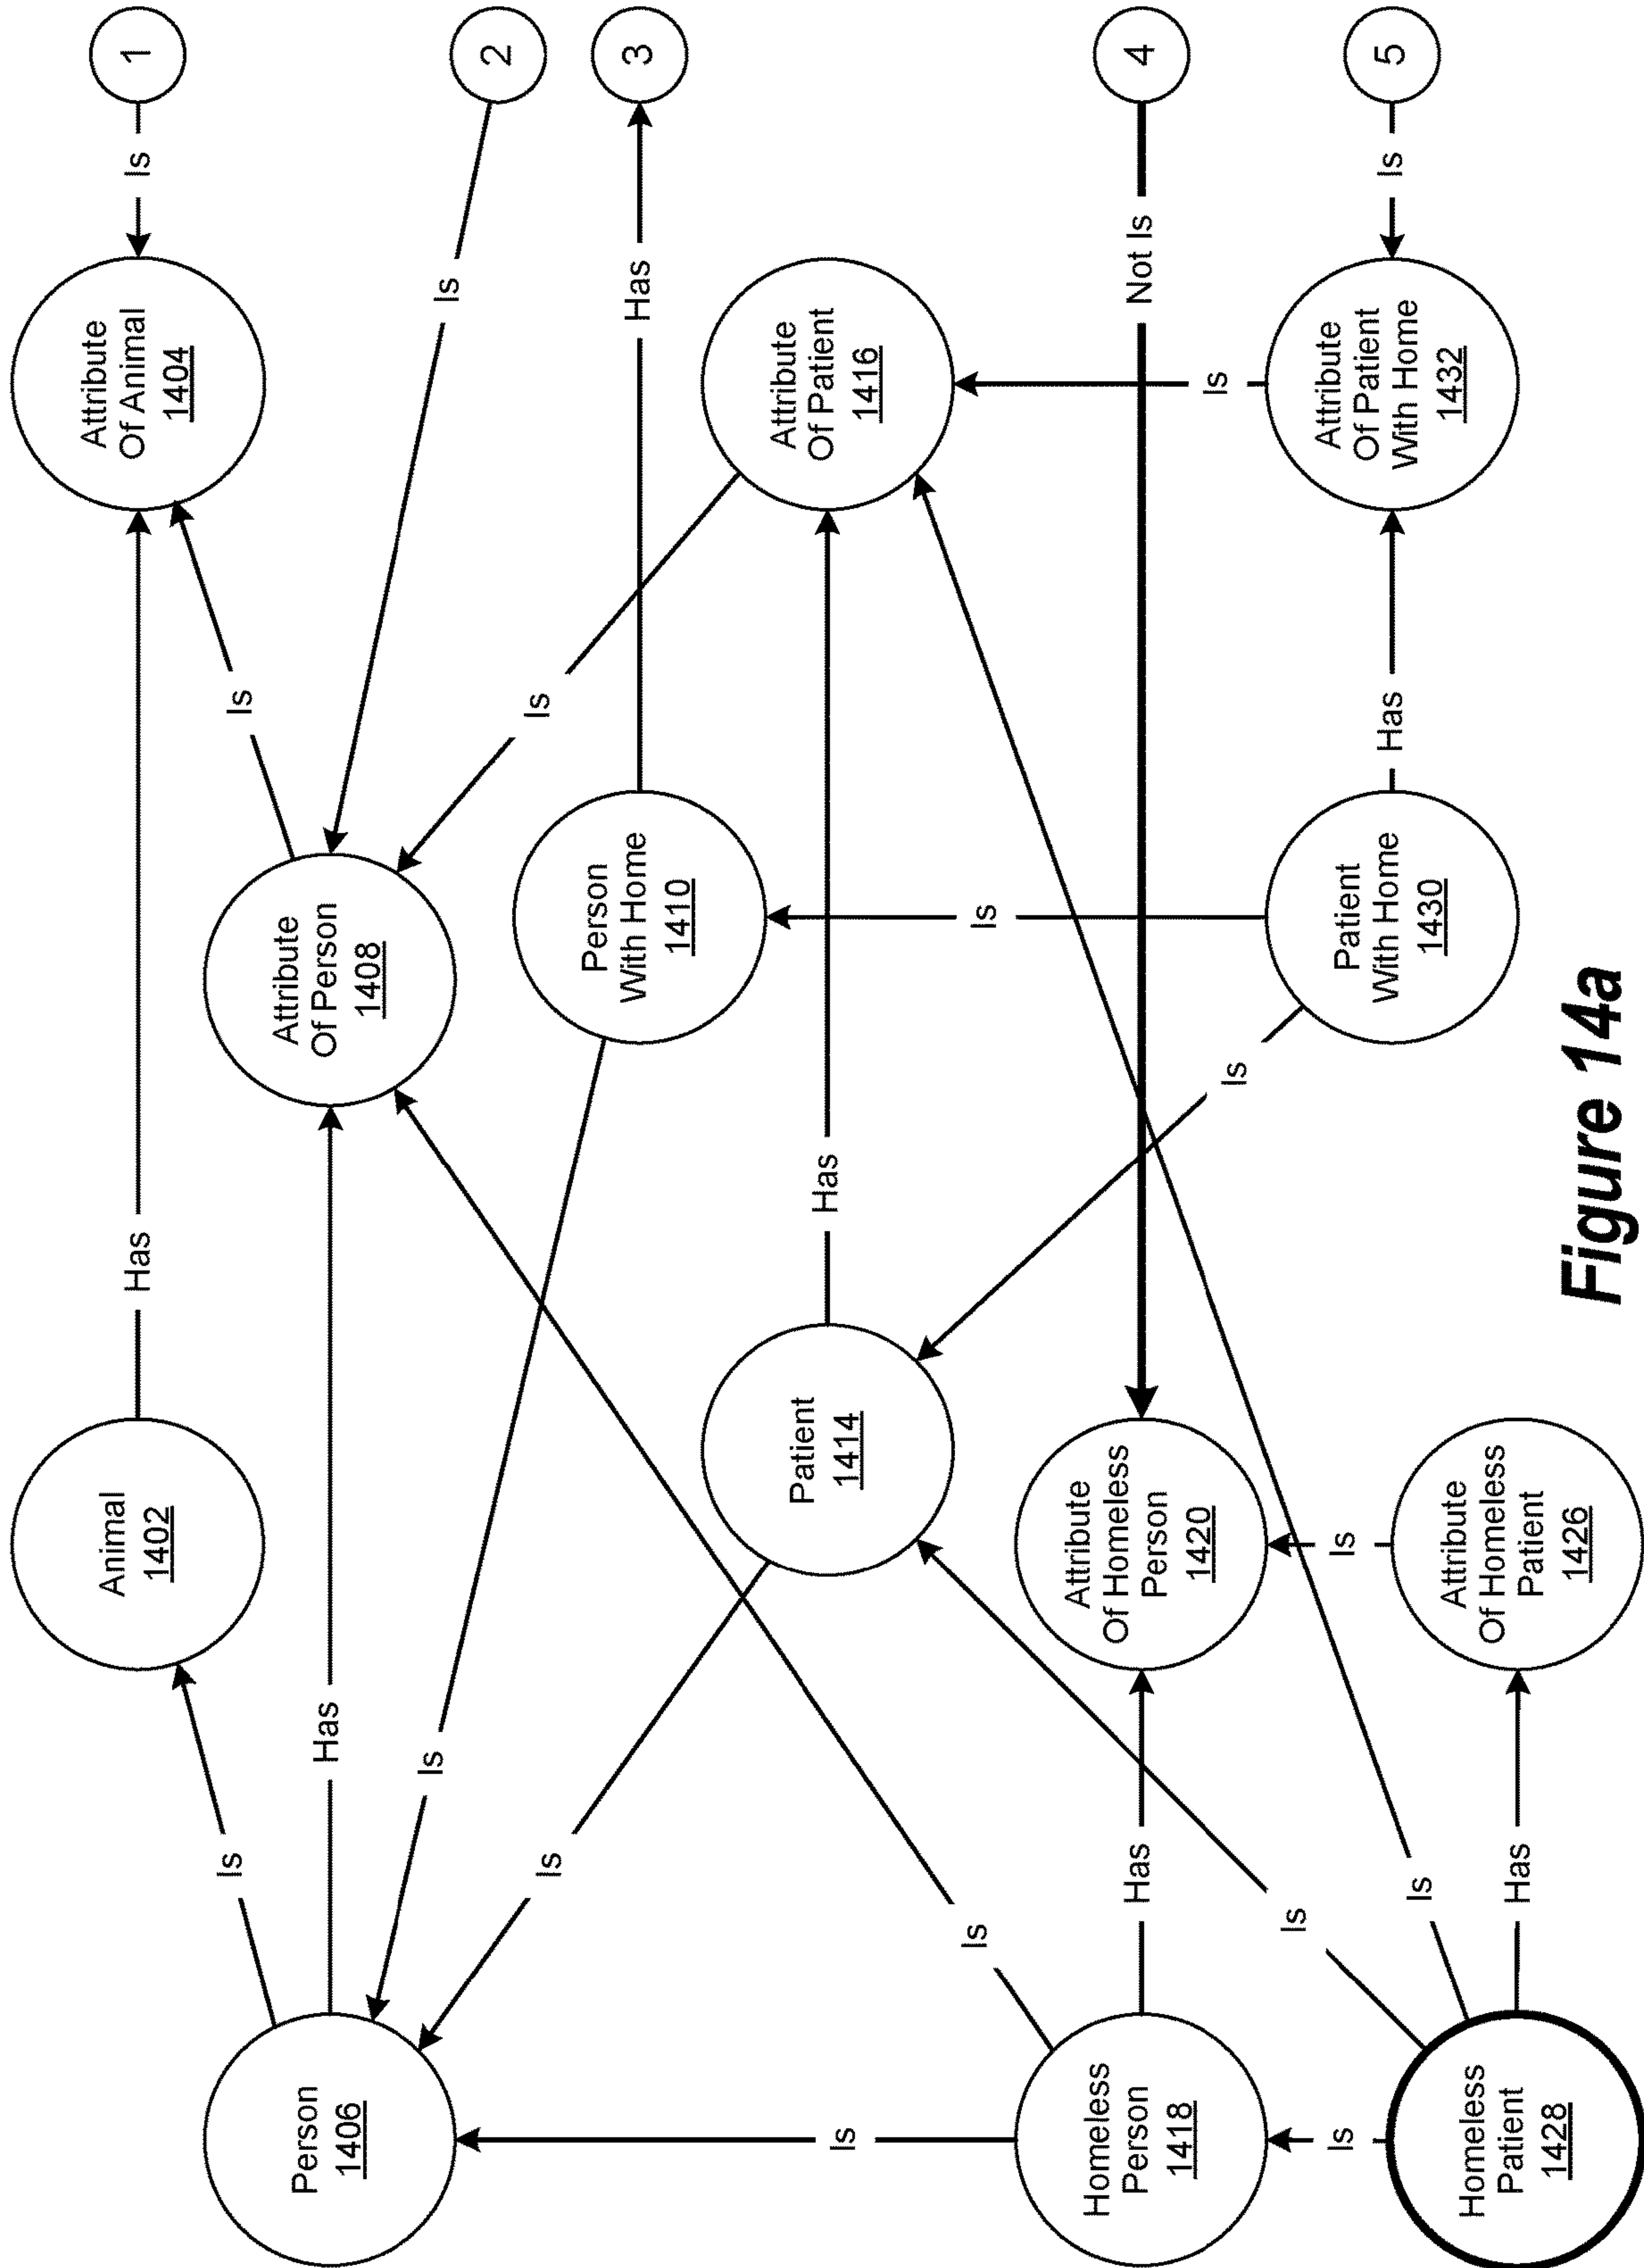 1
Is
Attribute
Of Animal
1404
Has
Animal
1402
Is
2
Is
Is
Attribute
Of Person
1408
Has
Person
1406
3
Has
Is
Person
With Home
1410
Is
Attribute
Of Patient
1416
Has
Patient
1414
Is
4
Not Is
Attribute
Of Homeless
Person
1420
Is
Has
Homeless
Person
1418
Is
Is
Is
Is
5
Is
Attribute
Of Patient
With Home
1432
Has
Patient
With Home
1430
Is
Attribute
Of Homeless
Patient
1426
Is
Has
Homeless
Patient
1428
Is
Is
Is
Figure 14a